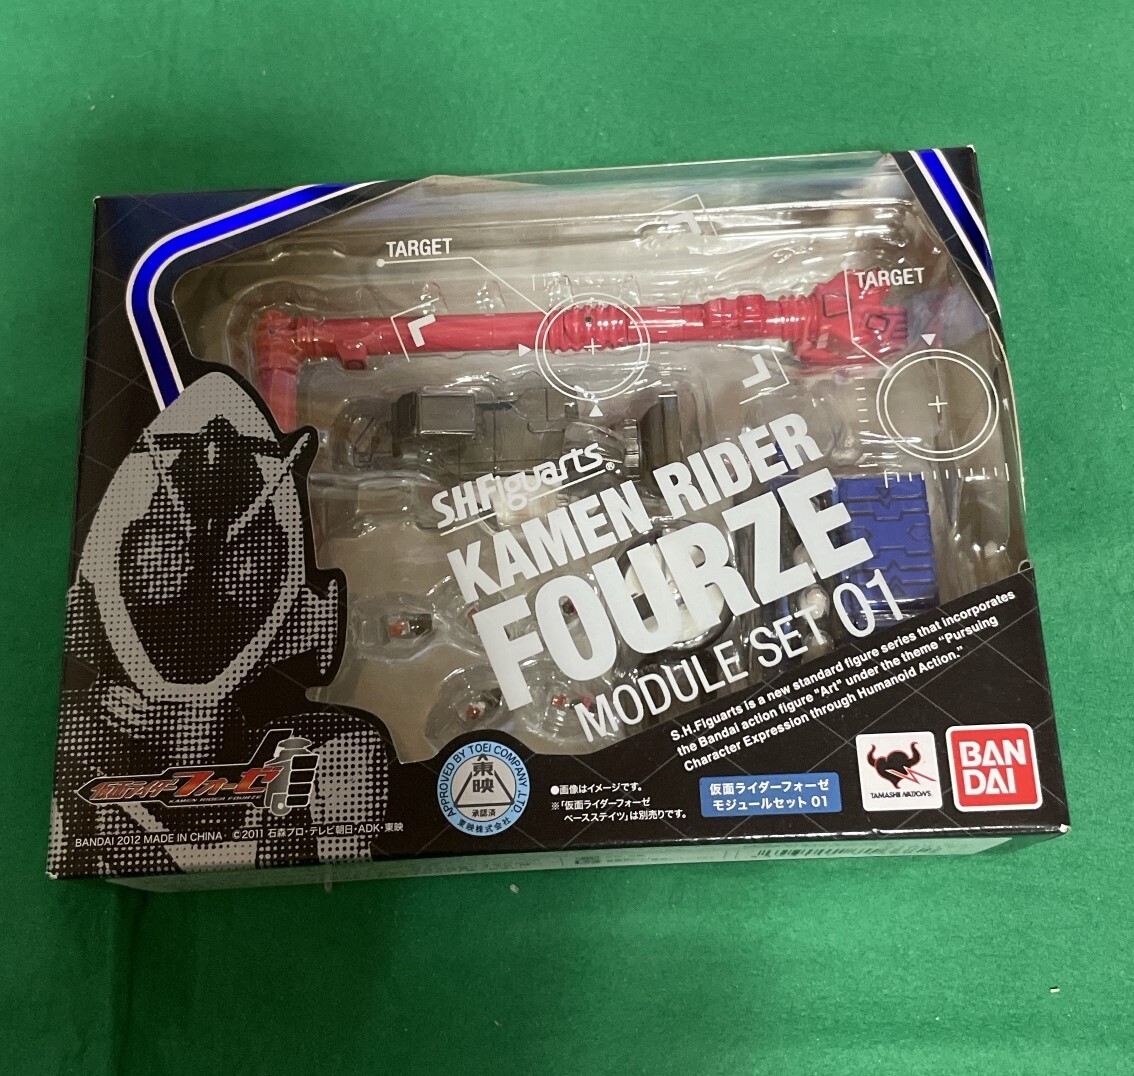 TARGET
TARGET
S.H.Figuarts®
KAMEN RIDER
FOURZE
MODULE SET 01
S.H.Figuarts is a new standard figure series that incorporates
the Bandai action figure "Art" under the theme "Pursuing
Character Expression through Humanoid Action."
仮面ライダーフォーゼ
KAMEN RIDER FOURZE
BANDAI 2012 MADE IN CHINA ©2011 石森プロ・テレビ朝日・ADK・東映
APPROVED BY TOEI COMPANY,LTD.
東映
承認済
東映株式会社
●画像はイメージです。
※「仮面ライダーフォーゼ
ベースステイツ」は別売りです。
仮面ライダーフォーゼ
モジュールセット 01
TAMASHII NATIONS
BAN
DAI